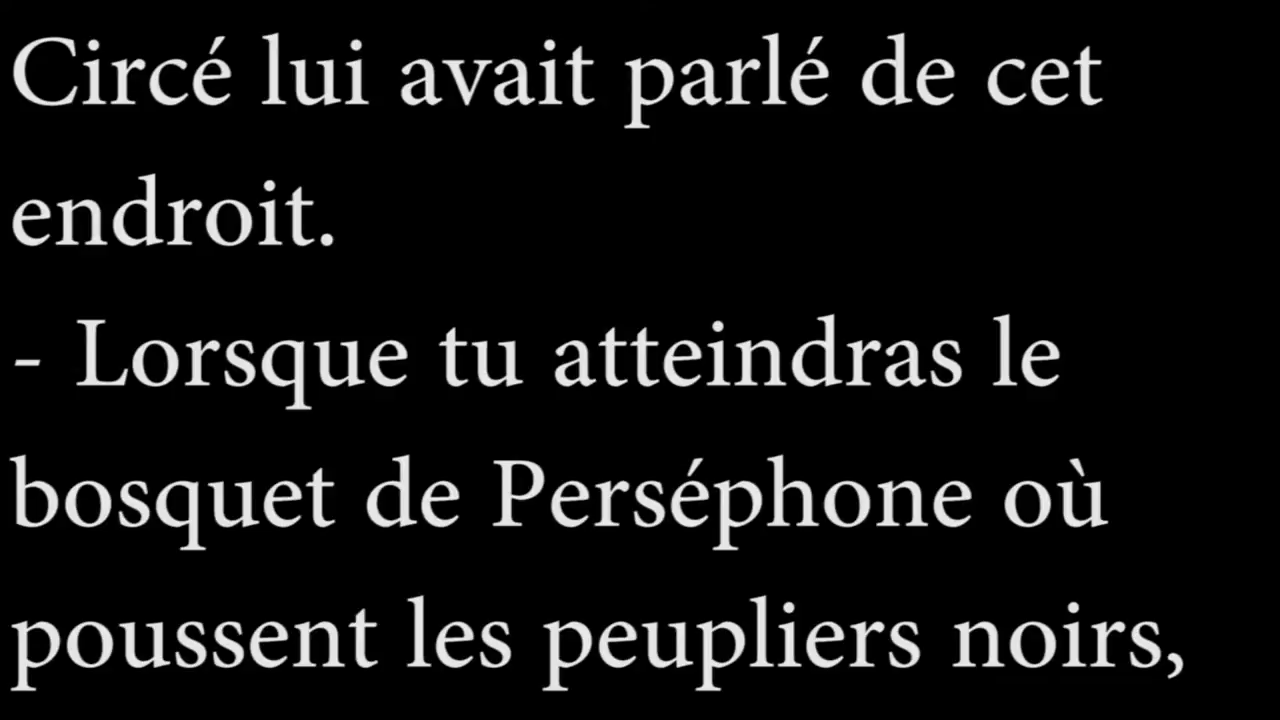 Circé lui avait parlé de cet
endroit.
- Lorsque tu atteindras le
bosquet de Perséphone où
poussent les peupliers noirs,